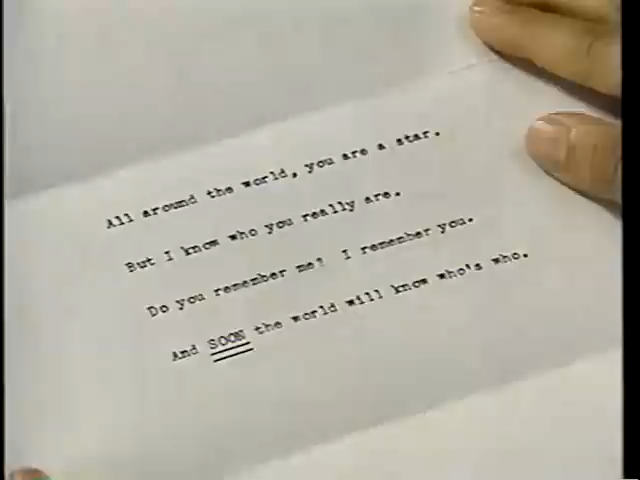 All around the world, you are a star.
But I know who you really are.
Do you remember me? I remember you.
And SOON the world will know who's who.